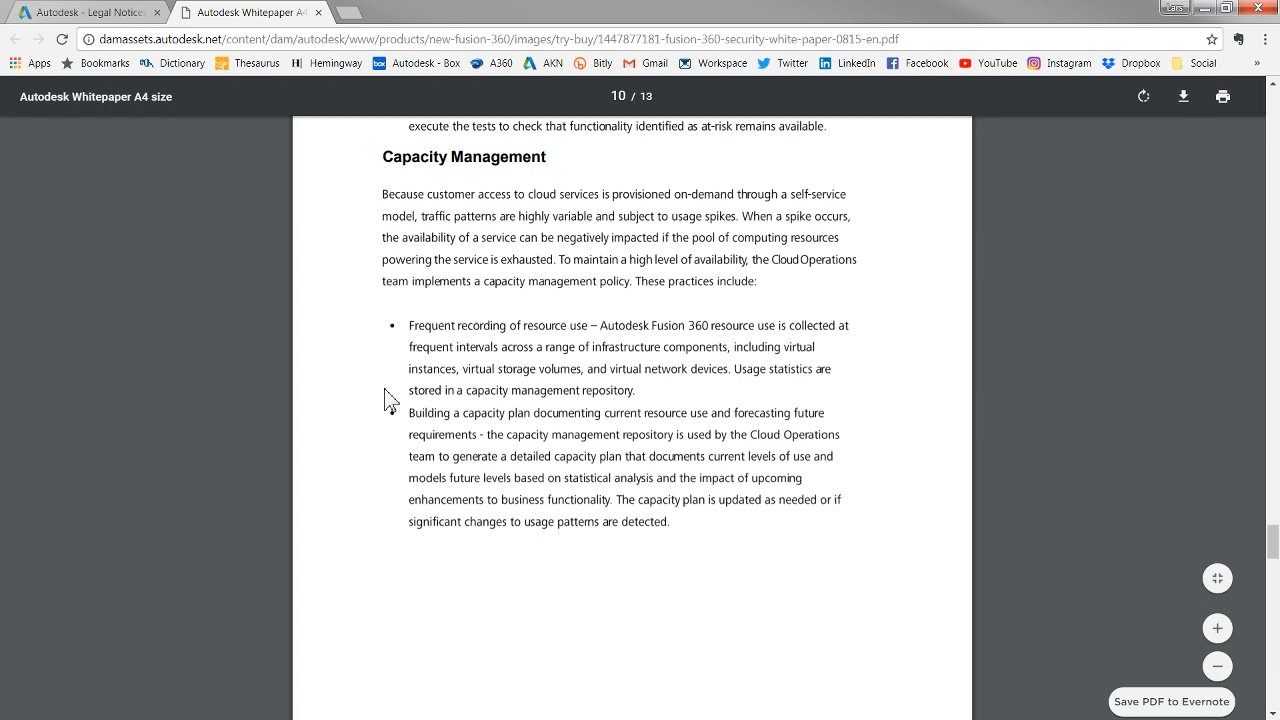 Autodesk - Legal Notices
Autodesk Whitepaper A4
Lars
damassets.autodesk.net/content/dam/autodesk/www/products/new-fusion-360/images/try-buy/1447877181-fusion-360-security-white-paper-0815-en.pdf
Apps Bookmarks Dictionary Thesaurus Hemingway box Autodesk - Box A360 AKN Bitly Gmail Workspace Twitter LinkedIn Facebook YouTube Instagram Dropbox Social »
Autodesk Whitepaper A4 size
10 / 13
execute the tests to check that functionality identified as at-risk remains available.
Capacity Management
Because customer access to cloud services is provisioned on-demand through a self-service
model, traffic patterns are highly variable and subject to usage spikes. When a spike occurs,
the availability of a service can be negatively impacted if the pool of computing resources
powering the service is exhausted. To maintain a high level of availability, the Cloud Operations
team implements a capacity management policy. These practices include:
• Frequent recording of resource use – Autodesk Fusion 360 resource use is collected at
frequent intervals across a range of infrastructure components, including virtual
instances, virtual storage volumes, and virtual network devices. Usage statistics are
stored in a capacity management repository.
• Building a capacity plan documenting current resource use and forecasting future
requirements - the capacity management repository is used by the Cloud Operations
team to generate a detailed capacity plan that documents current levels of use and
models future levels based on statistical analysis and the impact of upcoming
enhancements to business functionality. The capacity plan is updated as needed or if
significant changes to usage patterns are detected.
Save PDF to Evernote